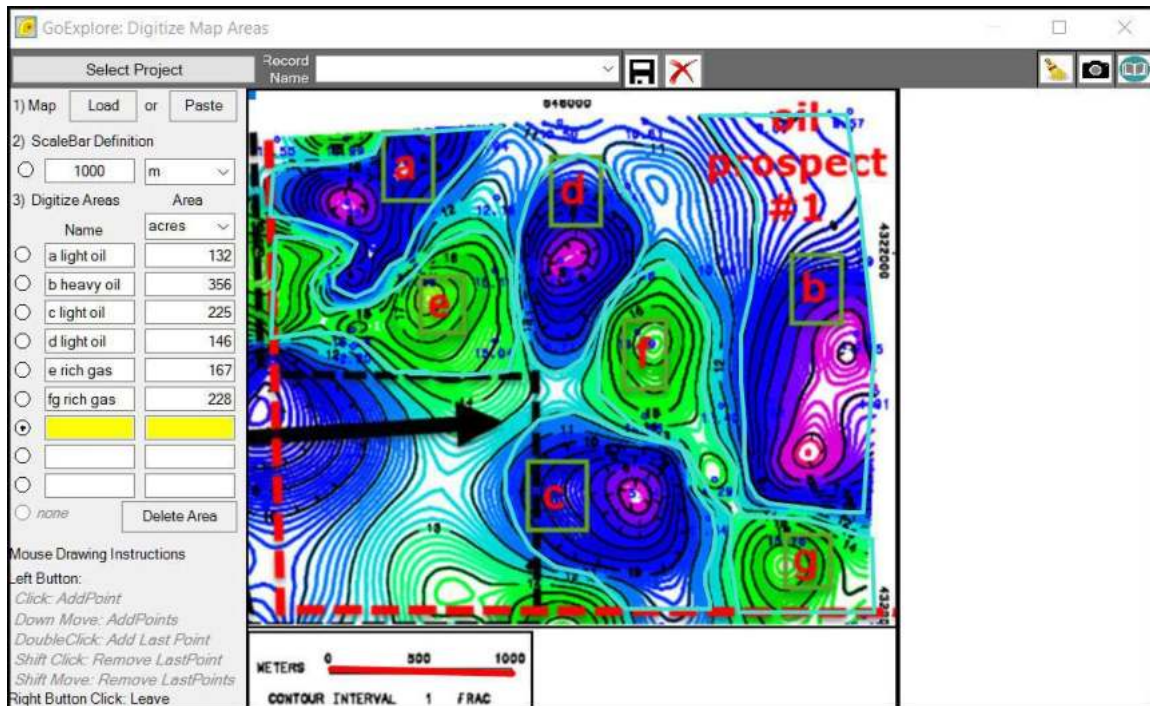 GoExplore: Digitize Map Areas
Select Project
Record
Name
1) Map Load or Paste
2) ScaleBar Definition
1000 m
3) Digitize Areas Area
Name acres
a light oil 132
b heavy oil 356
c light oil 225
d light oil 146
e rich gas 167
fg rich gas 228
none Delete Area
Mouse Drawing Instructions
Left Button:
Click: AddPoint
Down Move: AddPoints
DoubleClick: Add Last Point
Shift Click: Remove LastPoint
Shift Move: Remove LastPoints
Right Button Click: Leave
oil
prospect
#1
a
d
b
e
f
c
g
4322000
METERS 0 500 1000
CONTOUR INTERVAL 1 FRAC